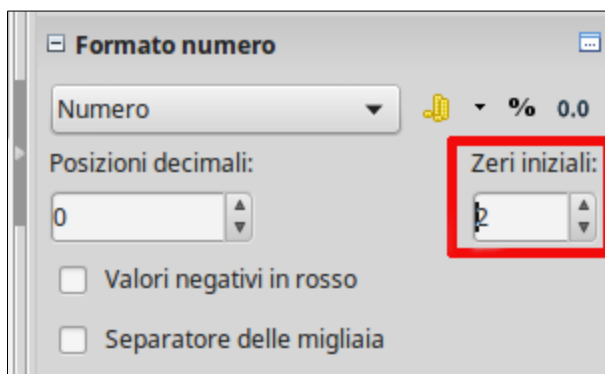 Formato numero
Numero
% 0.0
Posizioni decimali:
Zeri iniziali:
0
2
Valori negativi in rosso
Separatore delle migliaia